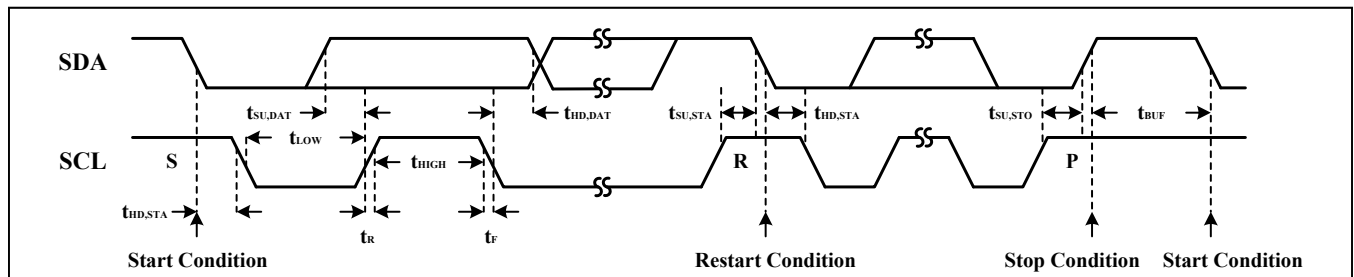 SDA
tSU,DAT tHD,DAT tSU,STA tHD,STA tSU,STO tBUF
tLOW
SCL S tHIGH R P
tHD,STA
tR tF
Start Condition Restart Condition Stop Condition Start Condition